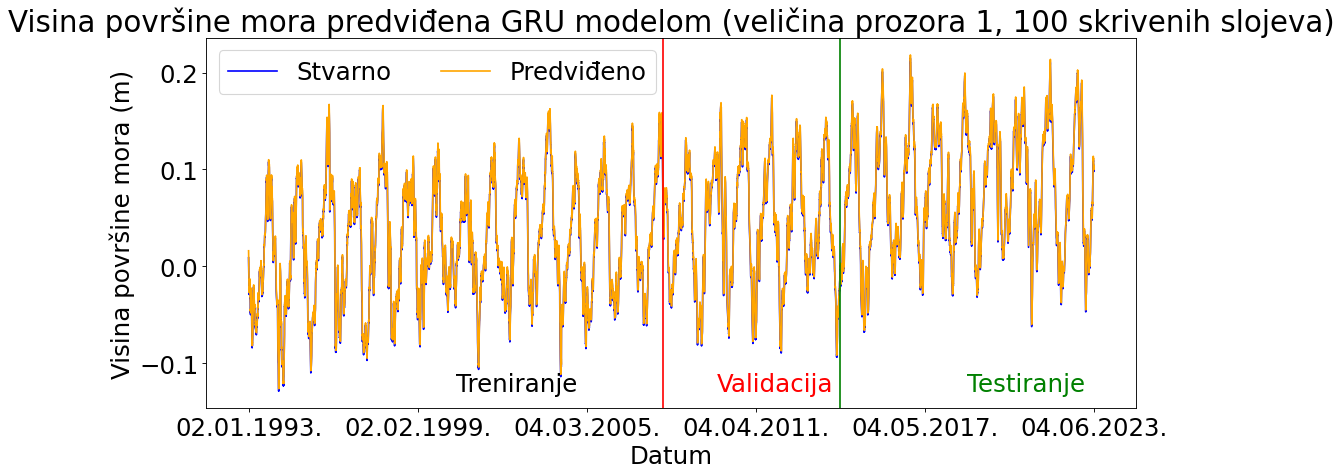 Visina površine mora predviđena GRU modelom (veličina prozora 1, 100 skrivenih slojeva)
Stvarno
Predviđeno
Visina površine mora (m)
0.2
0.1
0.0
−0.1
Treniranje
Validacija
Testiranje
02.01.1993.
02.02.1999.
04.03.2005.
04.04.2011.
04.05.2017.
04.06.2023.
Datum